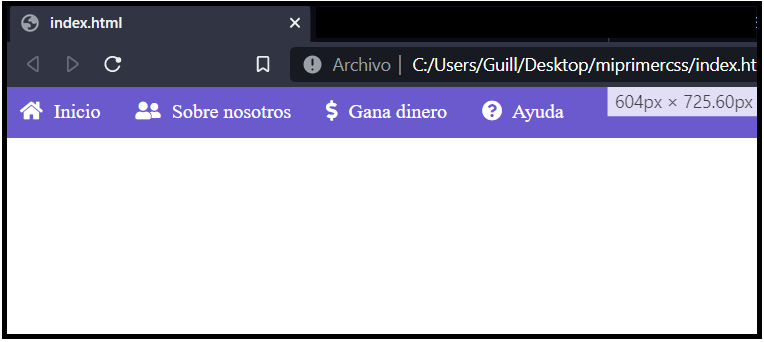 index.html
Archivo | C:/Users/Guill/Desktop/miprimercss/index.ht
604px × 725.60px
Inicio Sobre nosotros Gana dinero Ayuda